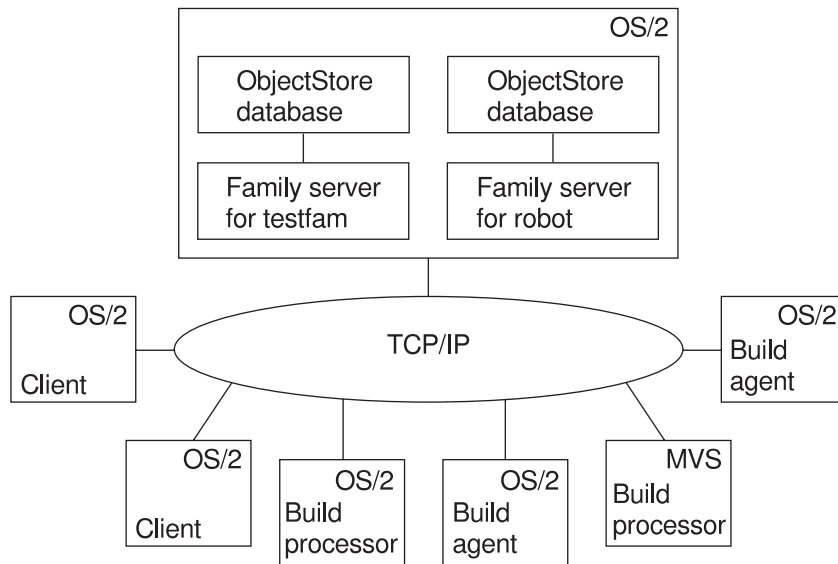 OS/2
ObjectStore
database
ObjectStore
database
Family server
for testfam
Family server
for robot
TCP/IP
OS/2
Client
OS/2
Build
agent
OS/2
Client
OS/2
Build
processor
OS/2
Build
agent
MVS
Build
processor